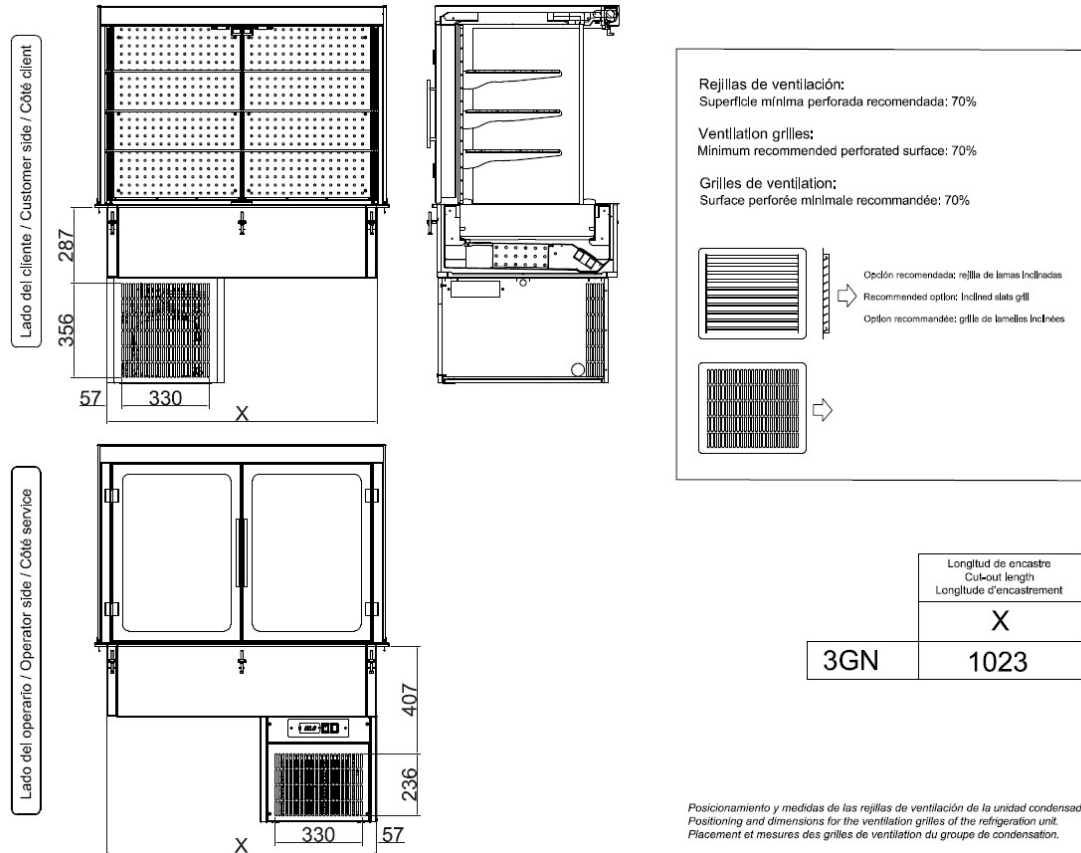 Lado del cliente / Customer side / Côté client
287
356
57
330
X
Rejillas de ventilación:
Superficie mínima perforada recomendada: 70%
Ventilation grilles:
Minimum recommended perforated surface: 70%
Grilles de ventilation:
Surface perforée minimale recommandée: 70%
Opción recomendada: rejilla de lamas inclinadas
Recommended option: Inclined slats grill
Option recommandée: grille de lamelles inclinées
Lado del operario / Operator side / Côté service
407
236
330
57
X
Longitud de encastre
Cut-out length
Longitude d'encastrement
X
3GN
1023
Posicionamiento y medidas de las rejillas de ventilación de la unidad condensad
Positioning and dimensions for the ventilation grilles of the refrigeration unit.
Placement et mesures des grilles de ventilation du groupe de condensation.